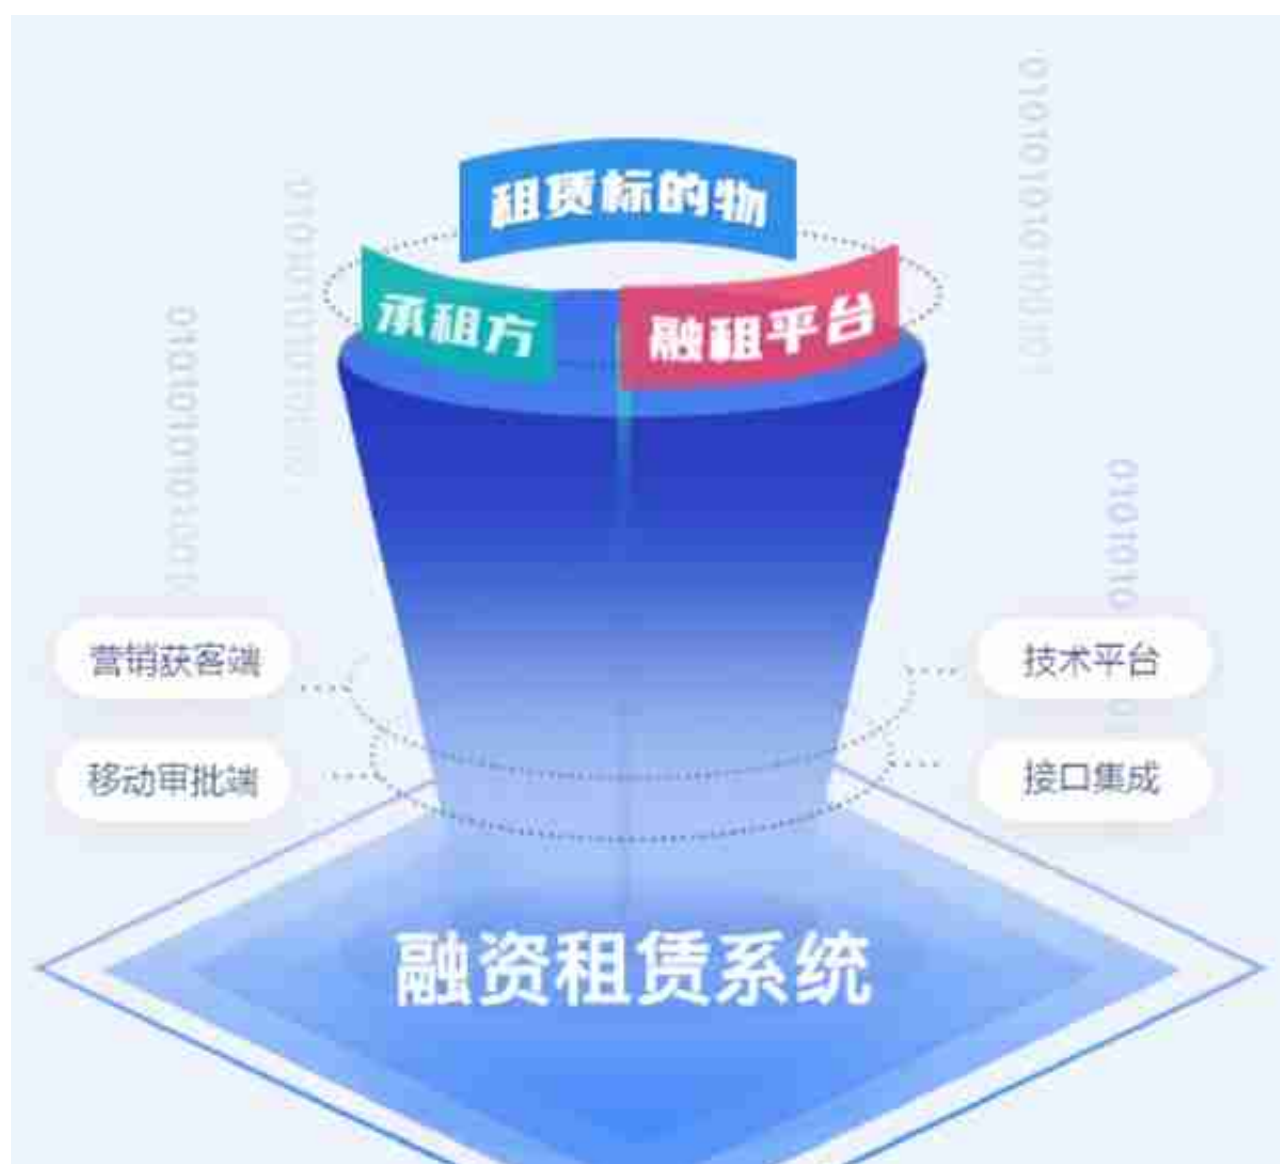 租赁标的物
承租方
融租平台
营销获客端
技术平台
移动审批端
接口集成
融资租赁系统